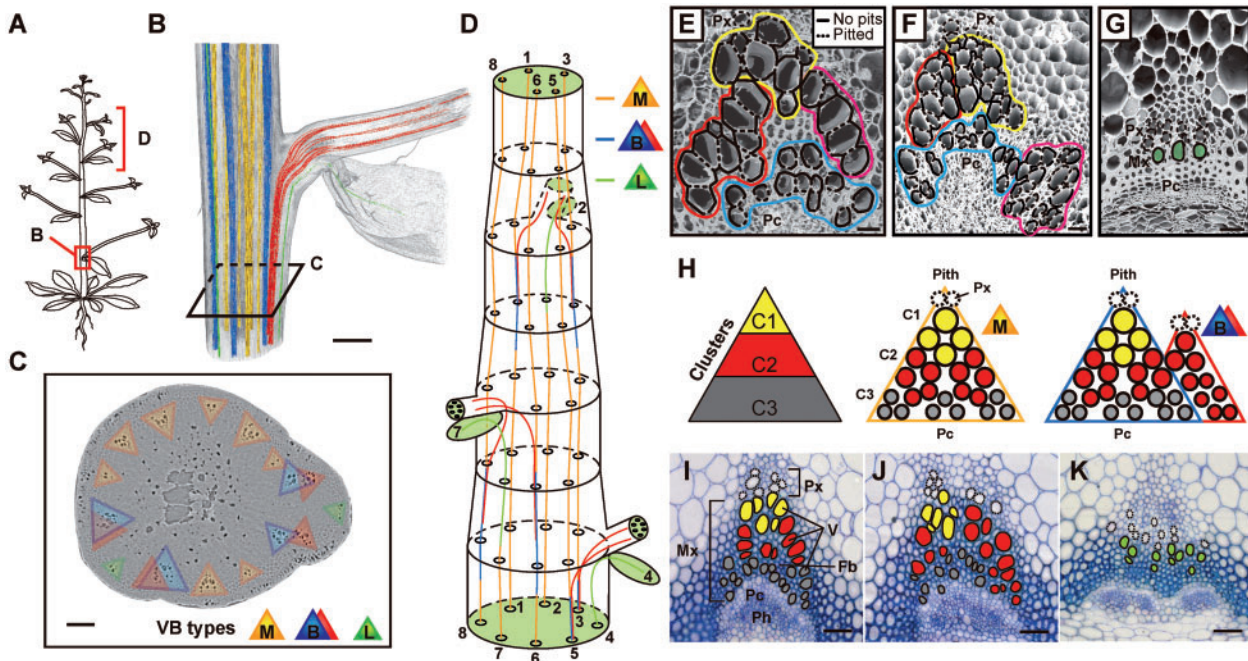 A
D
B
B
C
C
VB types M B L
D
1 3
8 6 5
M
B
L
2
7
4
1 2 3
8 4
7 6 5
E
Px
No pits
Pitted
Pc
F
Px
Pc
G
Px
Mx
Pc
H
Clusters
C1
C2
C3
Pith
Px
C1
M
C2
C3
Pc
Pith
B
Pc
I
Px
Mx
V
Fb
Pc
Ph
J
K